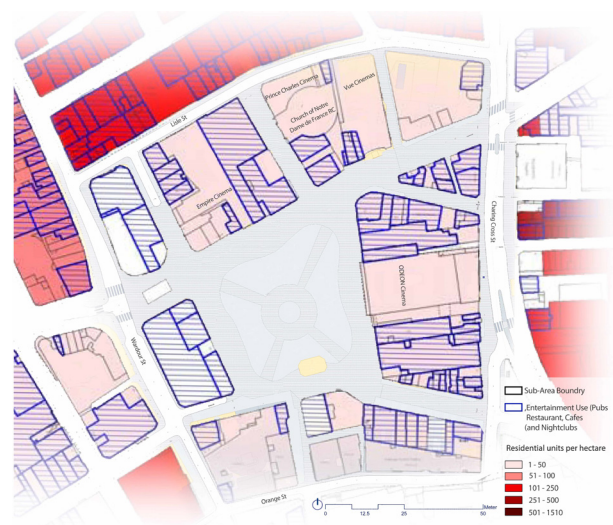 Prince Charles Cinema
Vue Cinemas
Church of Notre
Dame de France RC
Lisle St
Empire Cinema
Charing Cross St
ODEON Cinema
Wardour St
Orange St
Sub-Area Boundry
,Entertainment Use (Pubs
Restaurant, Cafes
(and Nightclubs
Residential units per hectare
1 - 50
51 - 100
101 - 250
251 - 500
501 - 1510
Meter
0 12.5 25 50